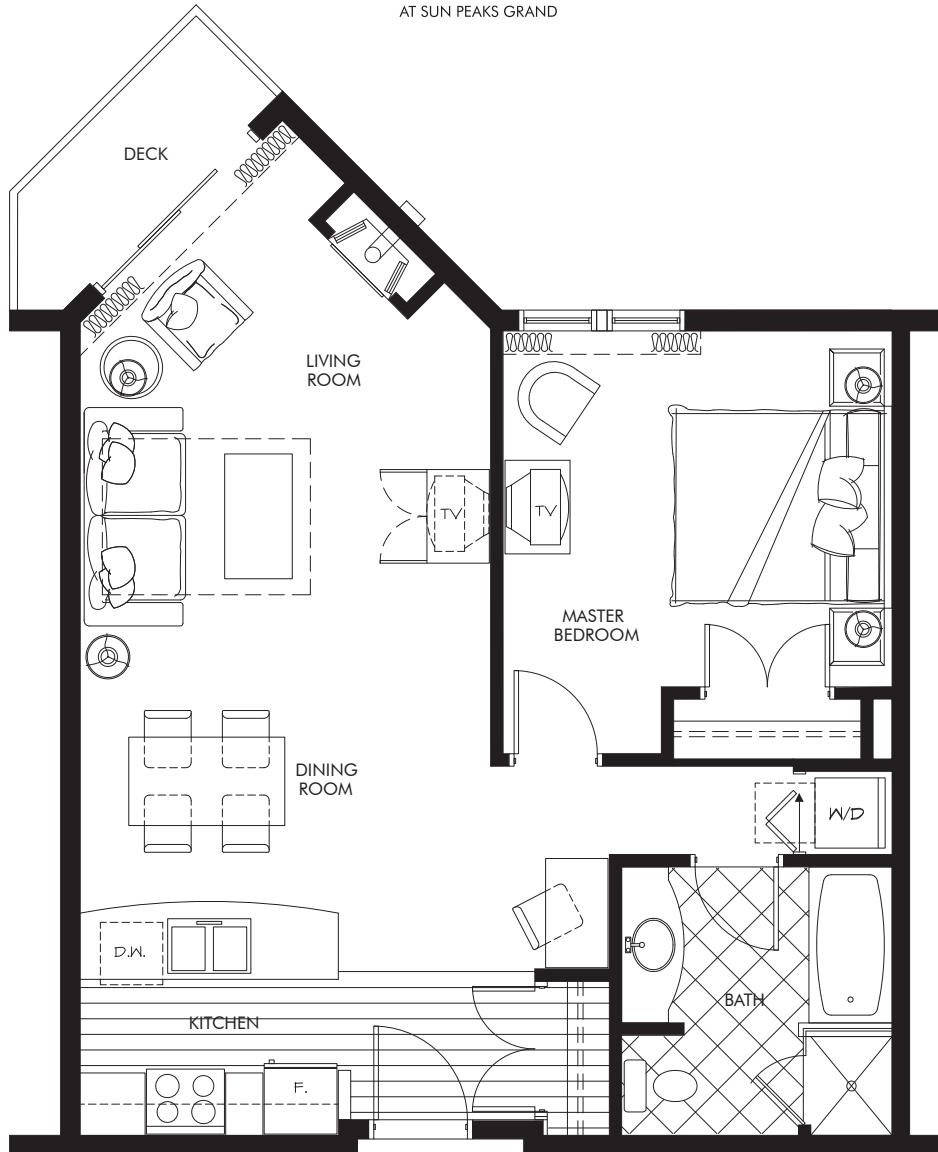 AT SUN PEAKS GRAND
DECK
LIVING
ROOM
TV
TV
MASTER
BEDROOM
DINING
ROOM
W/D
D.W.
BATH
KITCHEN
F.